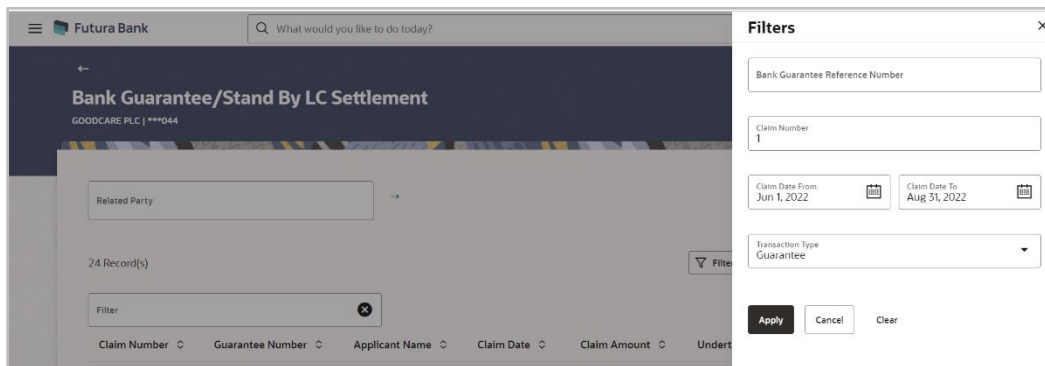 Futura Bank
What would you like to do today?
Bank Guarantee/Stand By LC Settlement
GOODCARE PLC | ***044
Related Party
24 Record(s)
Filter
Claim Number
Guarantee Number
Applicant Name
Claim Date
Claim Amount
Filters
Bank Guarantee Reference Number
Claim Number
1
Claim Date From
Jun 1, 2022
Claim Date To
Aug 31, 2022
Transaction Type
Guarantee
Apply
Cancel
Clear